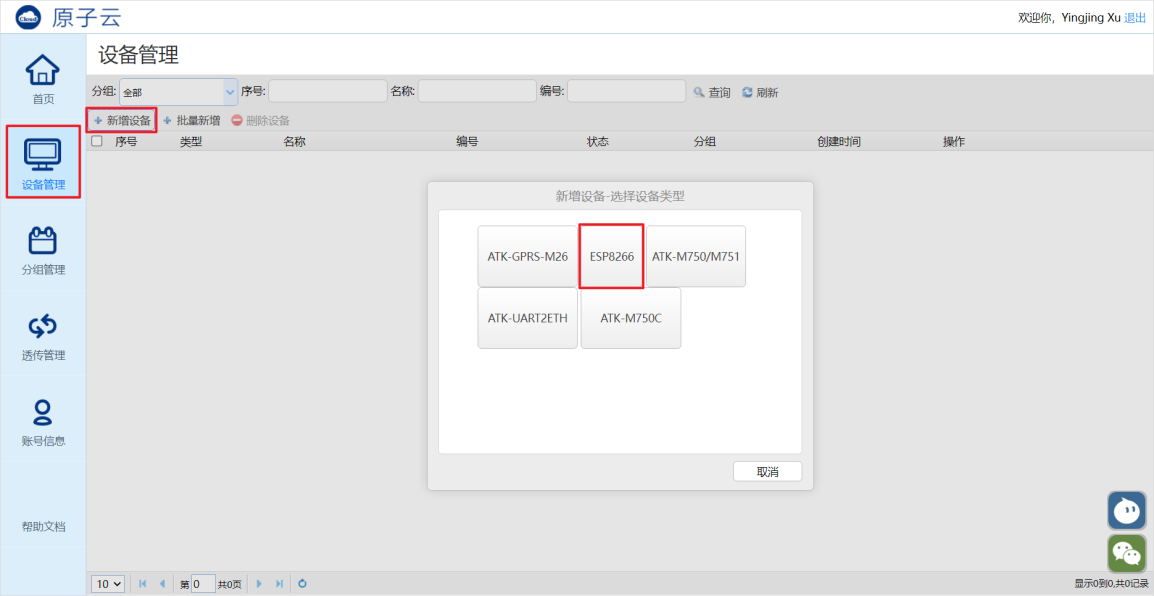 Cloud 原子云
欢迎你，Yingjing Xu 退出
首页
设备管理
分组管理
透传管理
账号信息
帮助文档
设备管理
分组: 全部 序号: 名称: 编号: 查询 刷新
新增设备 批量新增 删除设备
序号 类型 名称 编号 状态 分组 创建时间 操作
新增设备-选择设备类型
ATK-GPRS-M26 ESP8266 ATK-M750/M751
ATK-UART2ETH ATK-M750C
取消
10 第 0 共0页 显示0到0,共0记录